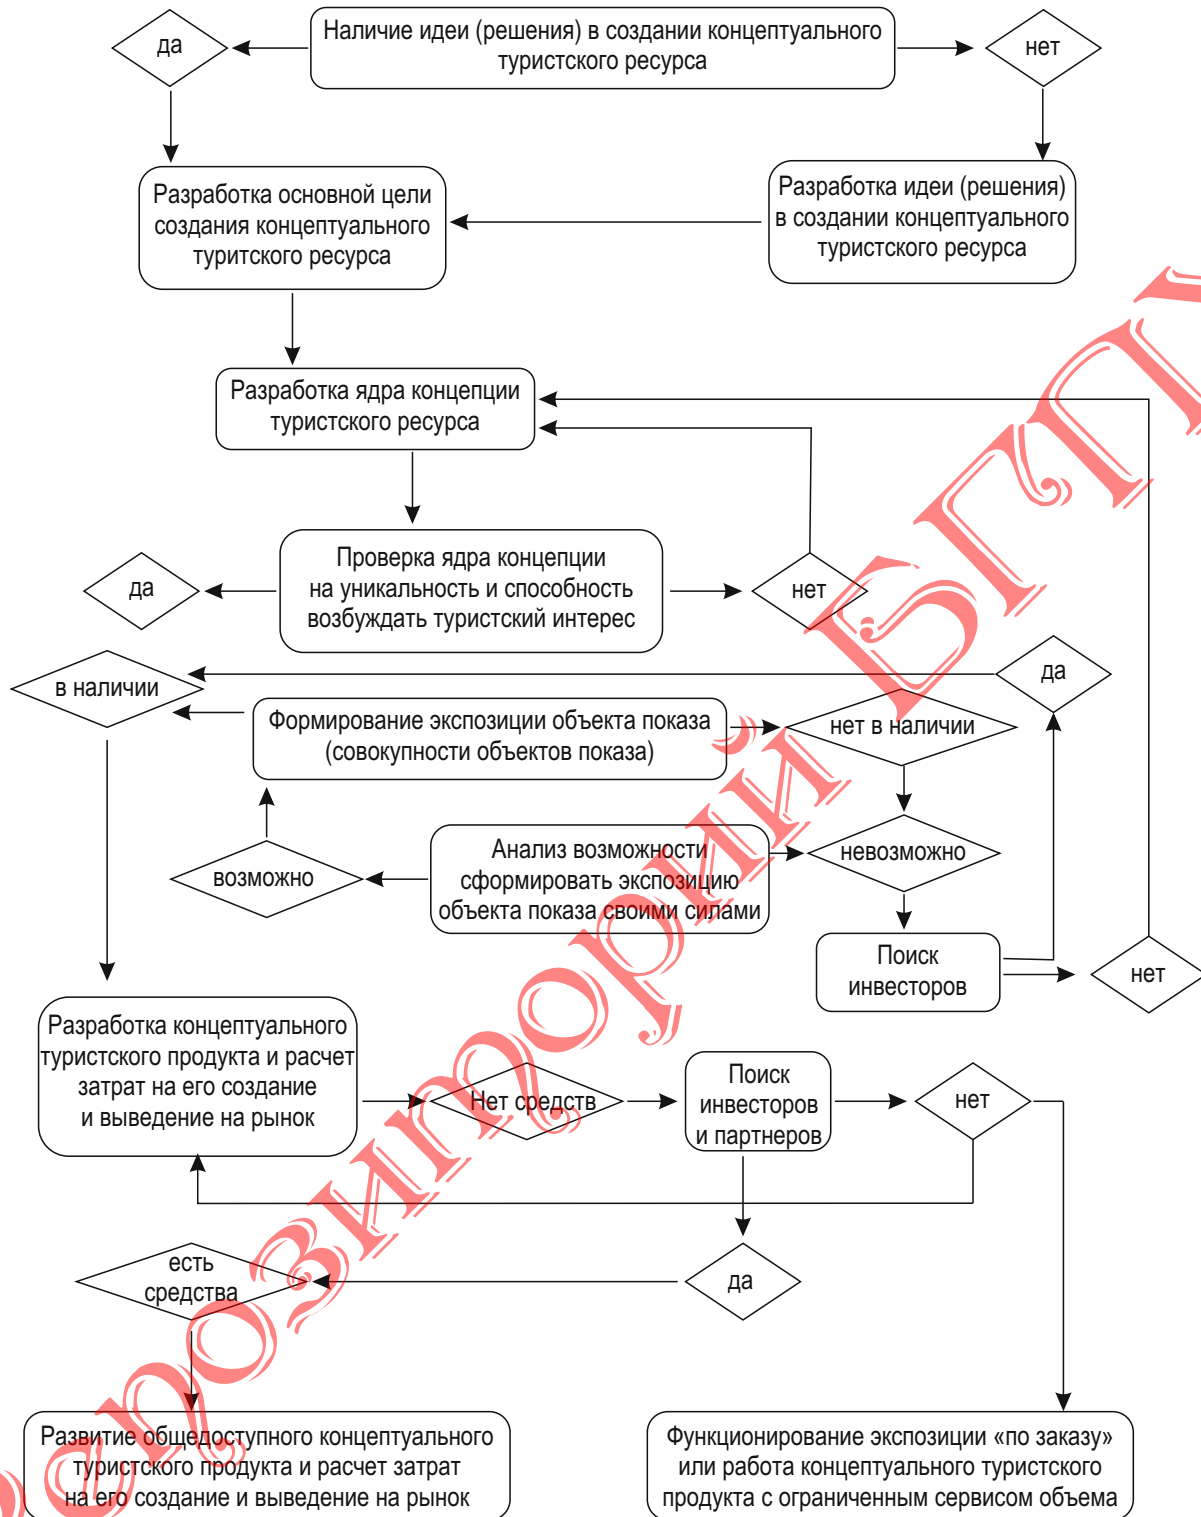 да
Наличие идеи (решения) в создании концептуального
туристского ресурса
нет
Разработка основной цели
создания концептуального
туритского ресурса
Разработка идеи (решения)
в создании концептуального
туристского ресурса
Разработка ядра концепции
туристского ресурса
да
Проверка ядра концепции
на уникальность и способность
возбуждать туристский интерес
нет
в наличии
да
Формирование экспозиции объекта показа
(совокупности объектов показа)
нет в наличии
возможно
Анализ возможности
сформировать экспозицию
объекта показа своими силами
невозможно
Поиск
инвесторов
нет
Разработка концептуального
туристского продукта и расчет
затрат на его создание
и выведение на рынок
Нет средств
Поиск
инвесторов
и партнеров
нет
есть
средства
да
Развитие общедоступного концептуального
туристского продукта и расчет затрат
на его создание и выведение на рынок
Функционирование экспозиции «по заказу»
или работа концептуального туристского
продукта с ограниченным сервисом объема
Репозиторий БГПУ